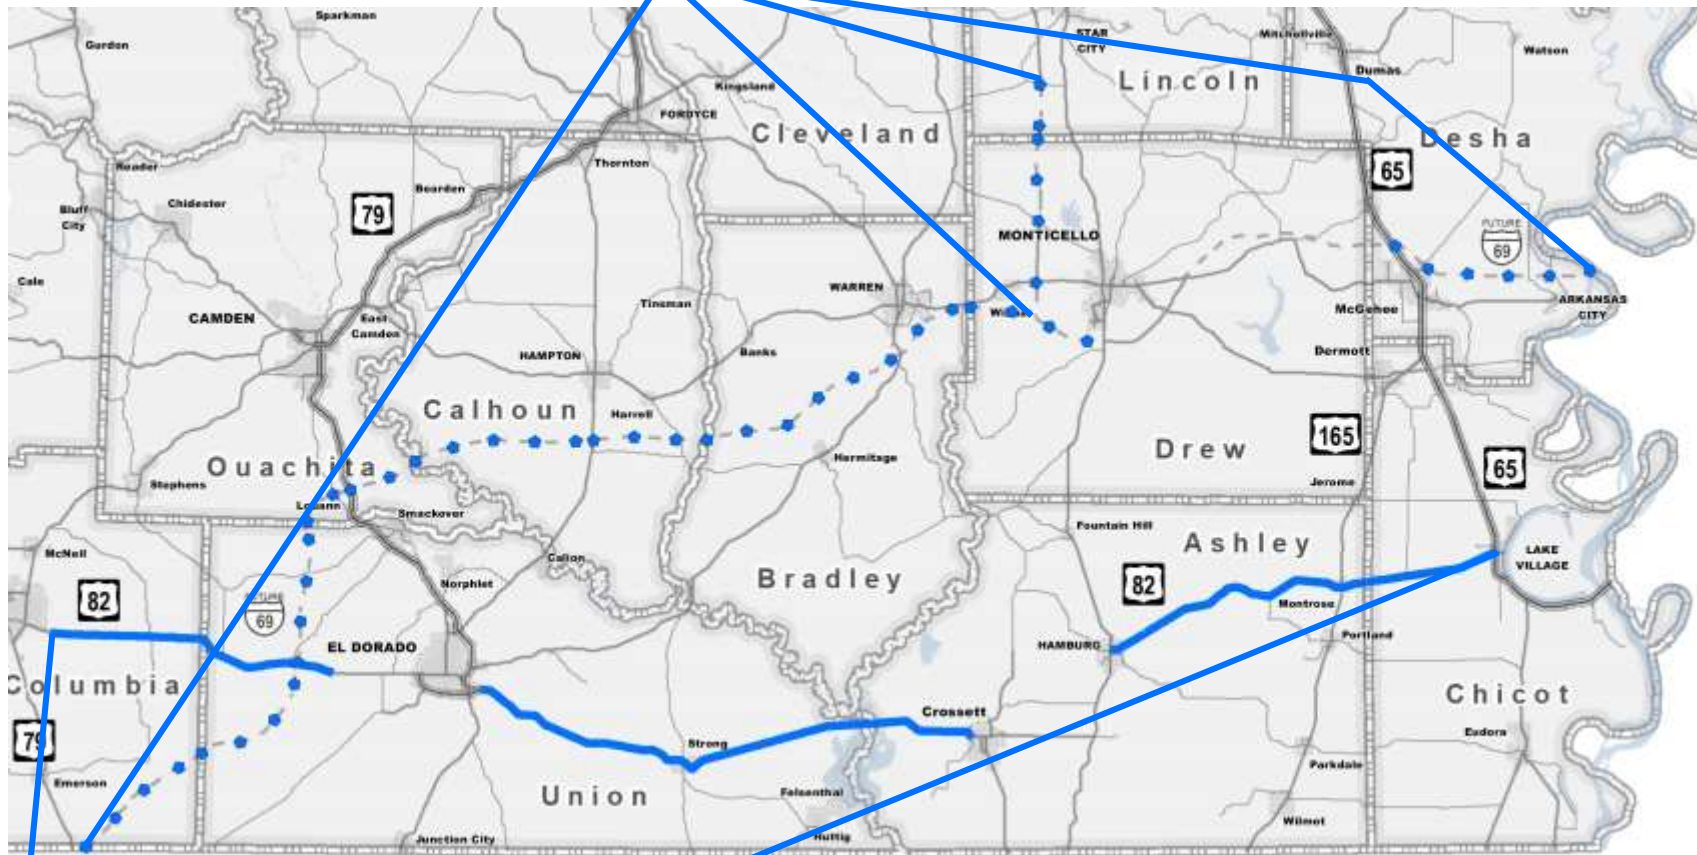 Sparkman
Gurdon
STAR
CITY
Mitchellville
Watson
Dumas
Kingsland
Lincoln
FORDYCE
Cleveland
Desha
Reader
Thornton
65
Bearden
Chidester
79
Bluff
City
MONTICELLO
FUTURE
69
Cale
WARREN
Tinsman
CAMDEN
East
Camden
ARKANSAS
CITY
McGehee
HAMPTON
Banks
Dermott
Calhoun
Harrell
165
Drew
Ouachita
Hermitage
65
Stephens
Jerome
Louann
Smackover
Fountain Hill
McNeil
Calion
Ashley
LAKE
VILLAGE
Norphlet
Bradley
82
82
FUTURE
69
Montrose
Portland
EL DORADO
HAMBURG
Columbia
Chicot
Crossett
79
Strong
Eudora
Emerson
Parkdale
Union
Felsenthal
Wilmot
Junction City
Huttig